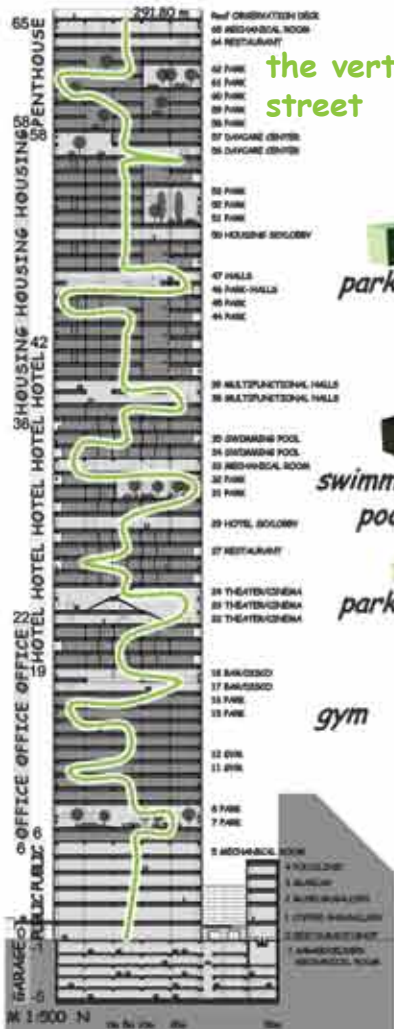 291.80 m
65
Roof OBSERVATION DECK
65 MECHANICAL ROOM
64 RESTAURANT
the vert
street
62 PARK
61 PARK
60 PARK
59 PARK
58 PARK
57 DAYCARE CENTER
56 DAYCARE CENTER
PENTHOUSE
58
58
53 PARK
52 PARK
51 PARK
50 HOUSING SKYLOBBY
park
47 HALLS
46 PARK-HALLS
45 PARK
44 PARK
HOUSING HOUSING HOUSING
42
39 MULTIFUNCTIONAL HALLS
38 MULTIFUNCTIONAL HALLS
36
35 SWIMMING POOL
34 SWIMMING POOL
33 MECHANICAL ROOM
32 PARK
31 PARK
swimm
poo
29 HOTEL SKYLOBBY
27 RESTAURANT
24 THEATER/CINEMA
23 THEATER/CINEMA
22 THEATER/CINEMA
park
HOTEL HOTEL HOTEL HOTEL HOTEL
22
19
18 BAR/DISCO
17 BAR/DISCO
16 PARK
15 PARK
gym
12 GYM
11 GYM
OFFICE OFFICE OFFICE
8 PARK
7 PARK
6
6
5 MECHANICAL ROOM
PUBLIC PUBLIC
GARAGE
-5
M 1:500 N